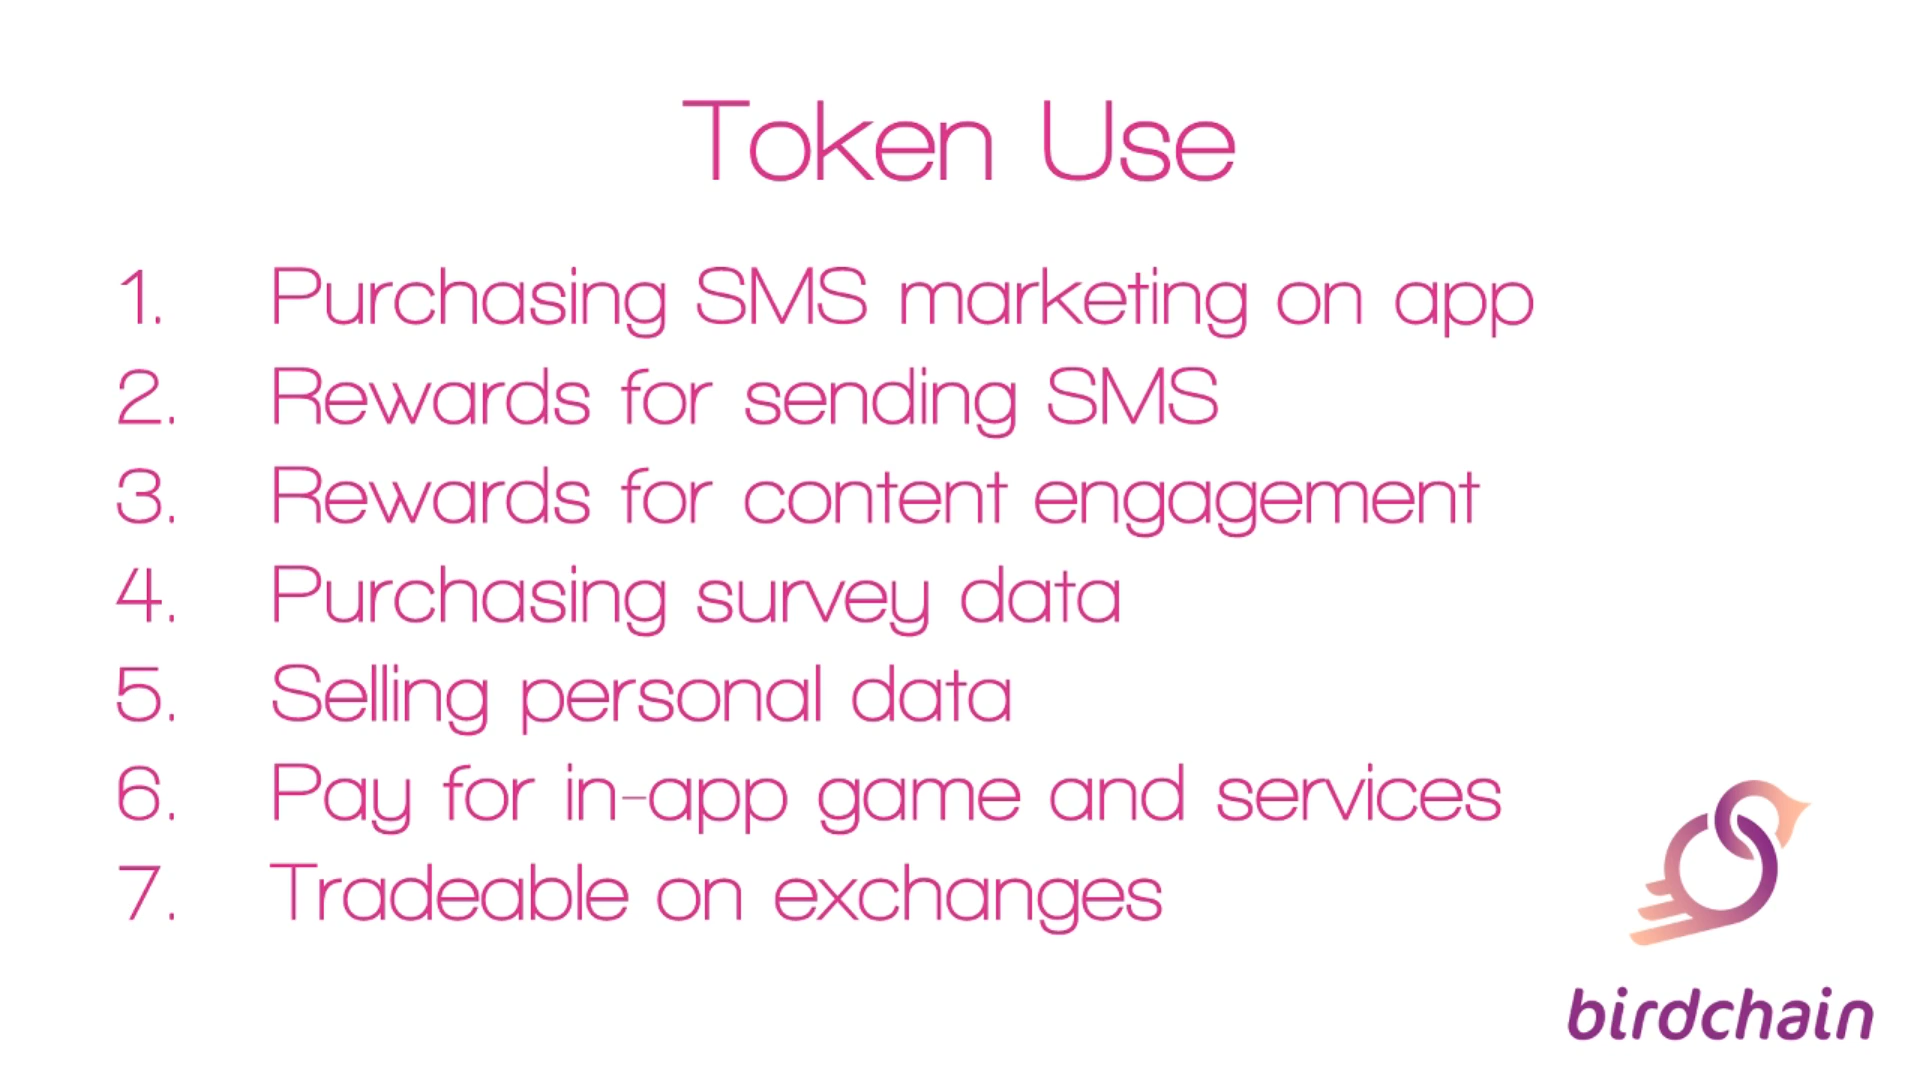 Token Use
1. Purchasing SMS marketing on app
2. Rewards for sending SMS
3. Rewards for content engagement
4. Purchasing survey data
5. Selling personal data
6. Pay for in-app game and services
7. Tradeable on exchanges
birdchain